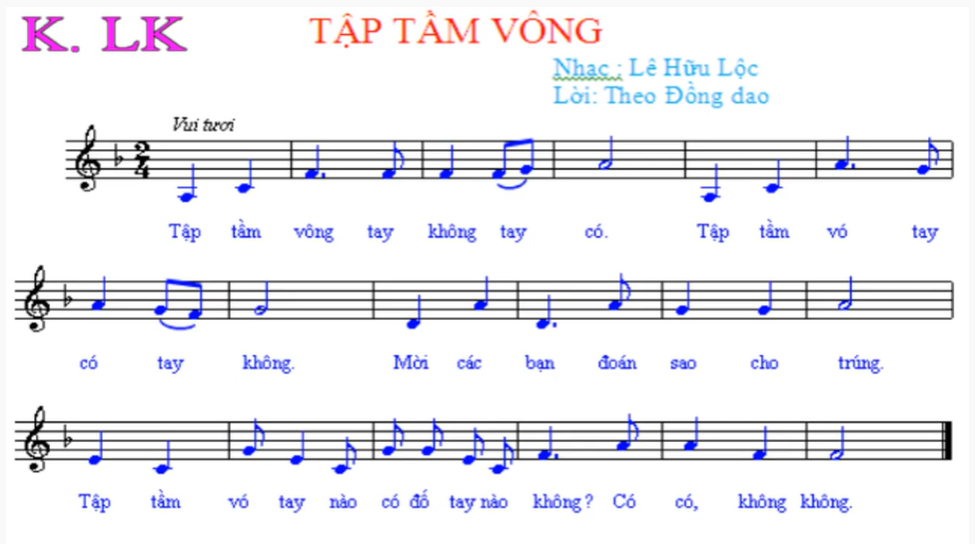 K. LK
TẬP TẦM VÔNG
Nhạc : Lê Hữu Lộc
Lời: Theo Đồng dao
Vui tươi
2
4
Tập tầm vông tay không tay có. Tập tầm vó tay
có tay không. Mời các bạn đoán sao cho trúng.
Tập tầm vó tay nào có đố tay nào không? Có có, không không.